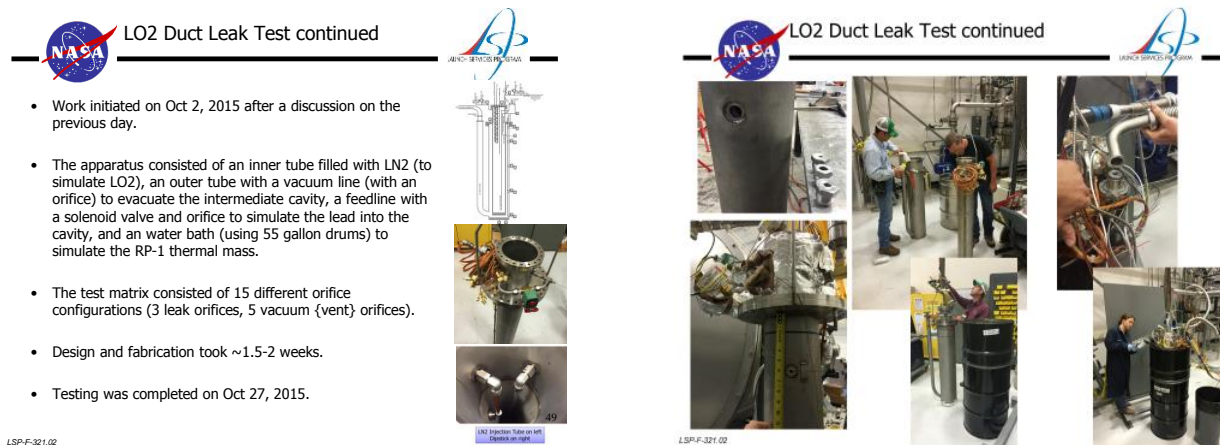 LO2 Duct Leak Test continued
NASA
LAUNCH SERVICES PROGRAM
• Work initiated on Oct 2, 2015 after a discussion on the
previous day.
• The apparatus consisted of an inner tube filled with LN2 (to
simulate LO2), an outer tube with a vacuum line (with an
orifice) to evacuate the intermediate cavity, a feedline with
a solenoid valve and orifice to simulate the lead into the
cavity, and an water bath (using 55 gallon drums) to
simulate the RP-1 thermal mass.
• The test matrix consisted of 15 different orifice
configurations (3 leak orifices, 5 vacuum {vent} orifices).
• Design and fabrication took ~1.5-2 weeks.
• Testing was completed on Oct 27, 2015.
49
LN2 Injection Tube on left
Dipstick on right
LSP-F-321.02
LO2 Duct Leak Test continued
NASA
LAUNCH SERVICES PROGRAM
LSP-F-321.02